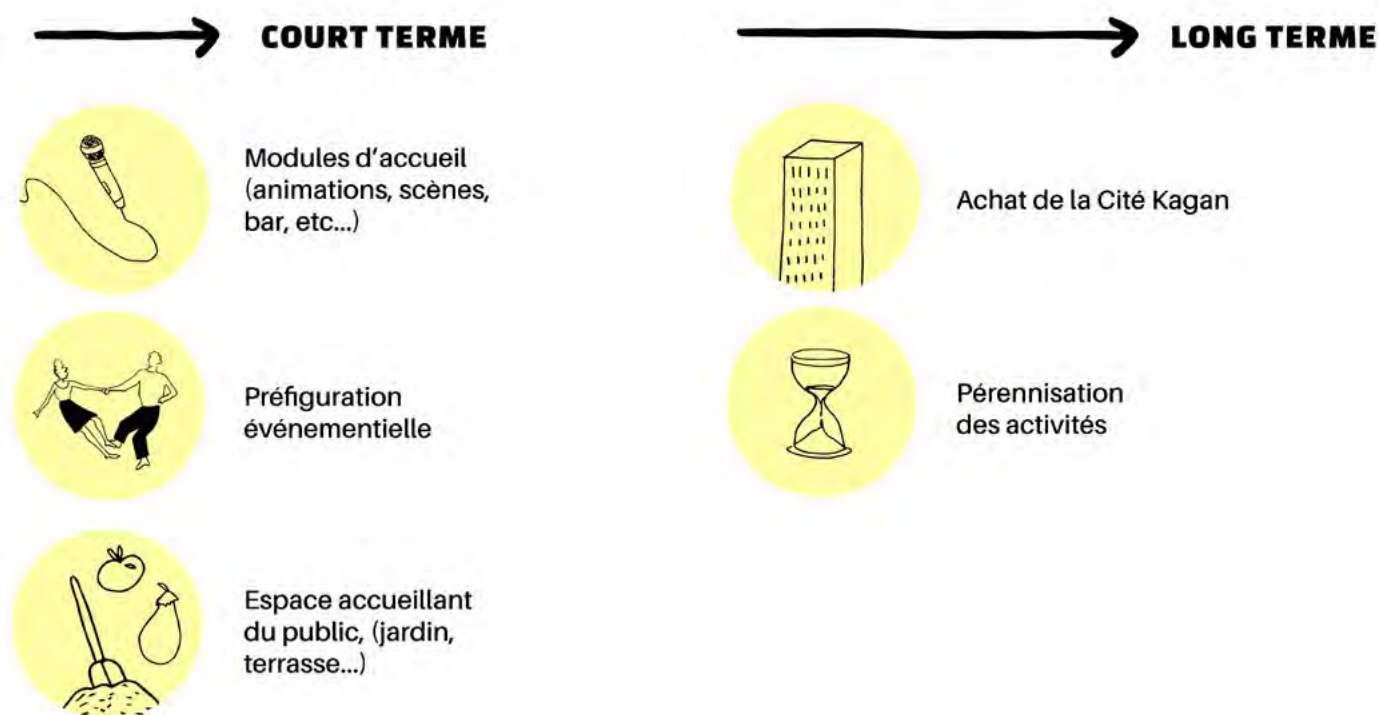 COURT TERME
Modules d'accueil
(animations, scènes,
bar, etc...)
Préfiguration
événementielle
Espace accueillant
du public, (jardin,
terrasse...)
LONG TERME
Achat de la Cité Kagan
Pérennisation
des activités